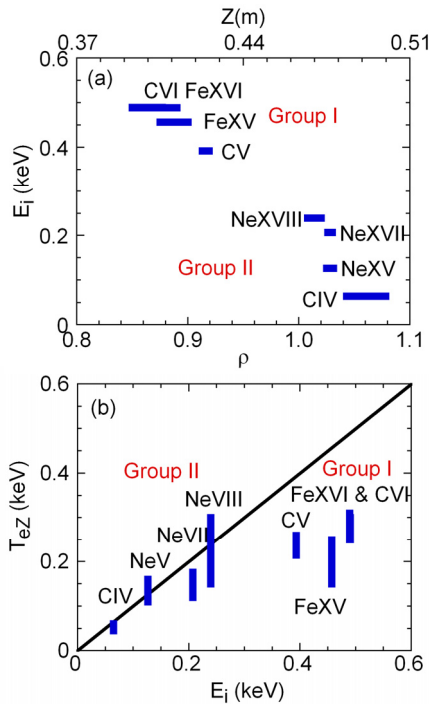 Z(m)
0.37 0.44 0.51
(a)
CVI FeXVI
Group I
FeXV
CV
NeXVIII
NeXVII
Group II
NeXV
CIV
0.6
0.4
0.2
0
E_i (keV)
0.8 0.9 1.0 1.1
ρ
(b)
Group II
Group I
FeXVI & CVI
NeVIII
CV
NeVII
NeV
CIV
FeXV
0.6
0.4
0.2
0
T_eZ (keV)
0 0.2 0.4 0.6
E_i (keV)